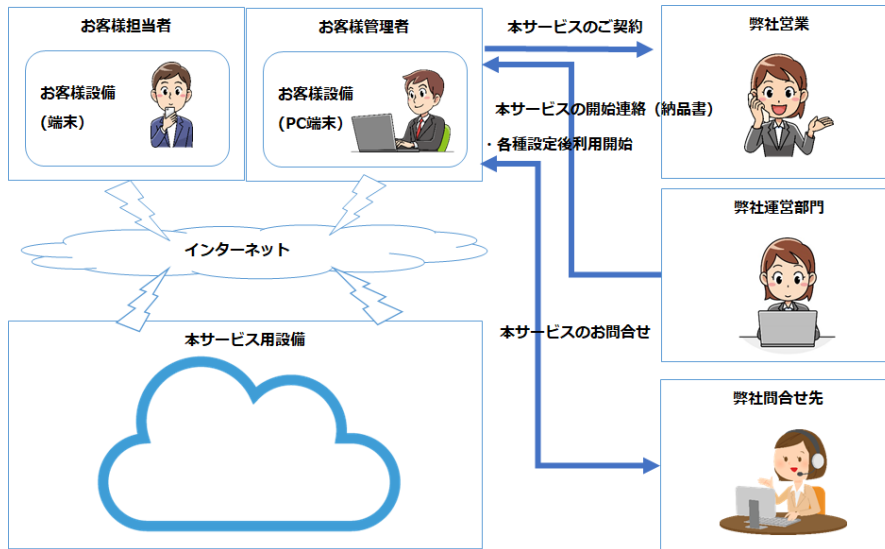 お客様担当者
お客様設備
(端末)
お客様管理者
お客様設備
(PC端末)
本サービスのご契約
弊社営業
本サービスの開始連絡（納品書）
・各種設定後利用開始
弊社運営部門
インターネット
本サービス用設備
本サービスのお問合せ
弊社問合せ先